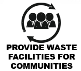 PROVIDE WASTE
FACILITIES FOR
COMMUNITIES